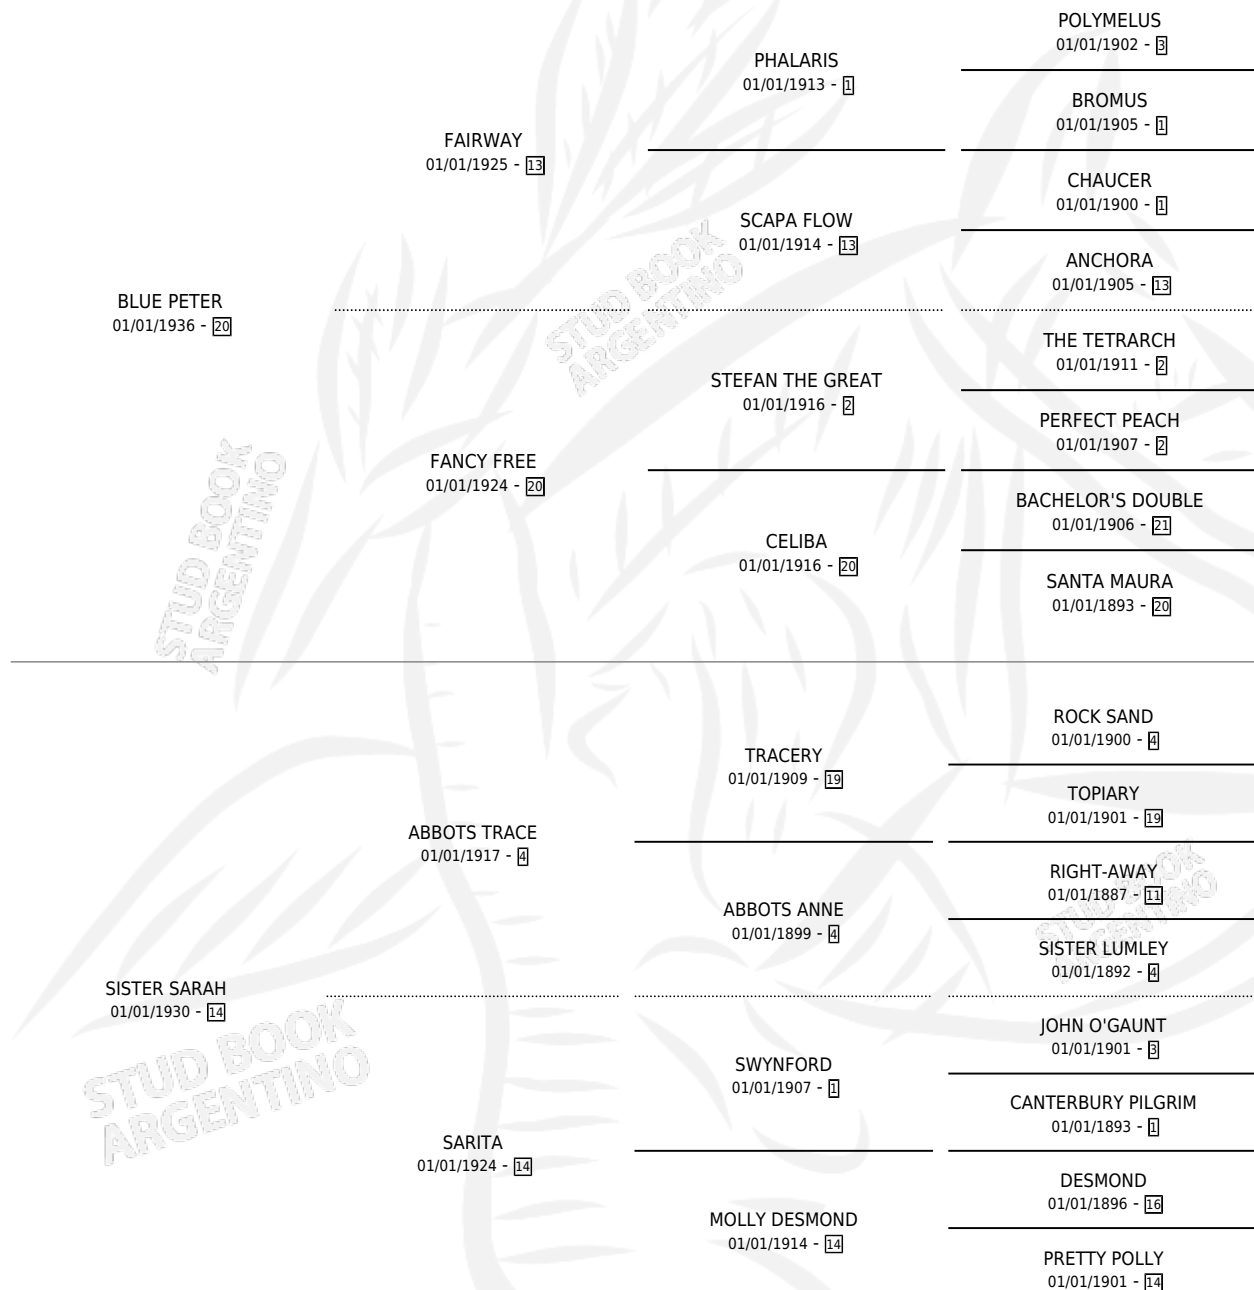 POLYMELUS
01/01/1902 - 3
PHALARIS
01/01/1913 - 1
BROMUS
01/01/1905 - 1
FAIRWAY
01/01/1925 - 13
CHAUCER
01/01/1900 - 1
SCAPA FLOW
01/01/1914 - 13
ANCHORA
01/01/1905 - 13
BLUE PETER
01/01/1936 - 20
STUD BOOK
ARGENTINO
THE TETRARCH
01/01/1911 - 2
STEFAN THE GREAT
01/01/1916 - 2
PERFECT PEACH
01/01/1907 - 2
FANCY FREE
01/01/1924 - 20
BACHELOR'S DOUBLE
01/01/1906 - 21
CELIBA
01/01/1916 - 20
SANTA MAURA
01/01/1893 - 20
STUD BOOK
ARGENTINO
ROCK SAND
01/01/1900 - 4
TRACERY
01/01/1909 - 19
TOPIARY
01/01/1901 - 19
ABBOTS TRACE
01/01/1917 - 4
RIGHT-AWAY
01/01/1887 - 11
ABBOTS ANNE
01/01/1899 - 4
SISTER LUMLEY
01/01/1892 - 4
STUD BOOK
ARGENTINO
SISTER SARAH
01/01/1930 - 14
JOHN O'GAUNT
01/01/1901 - 3
SWYNFORD
01/01/1907 - 1
CANTERBURY PILGRIM
01/01/1893 - 1
STUD BOOK
ARGENTINO
SARITA
01/01/1924 - 14
DESMOND
01/01/1896 - 16
MOLLY DESMOND
01/01/1914 - 14
PRETTY POLLY
01/01/1901 - 14